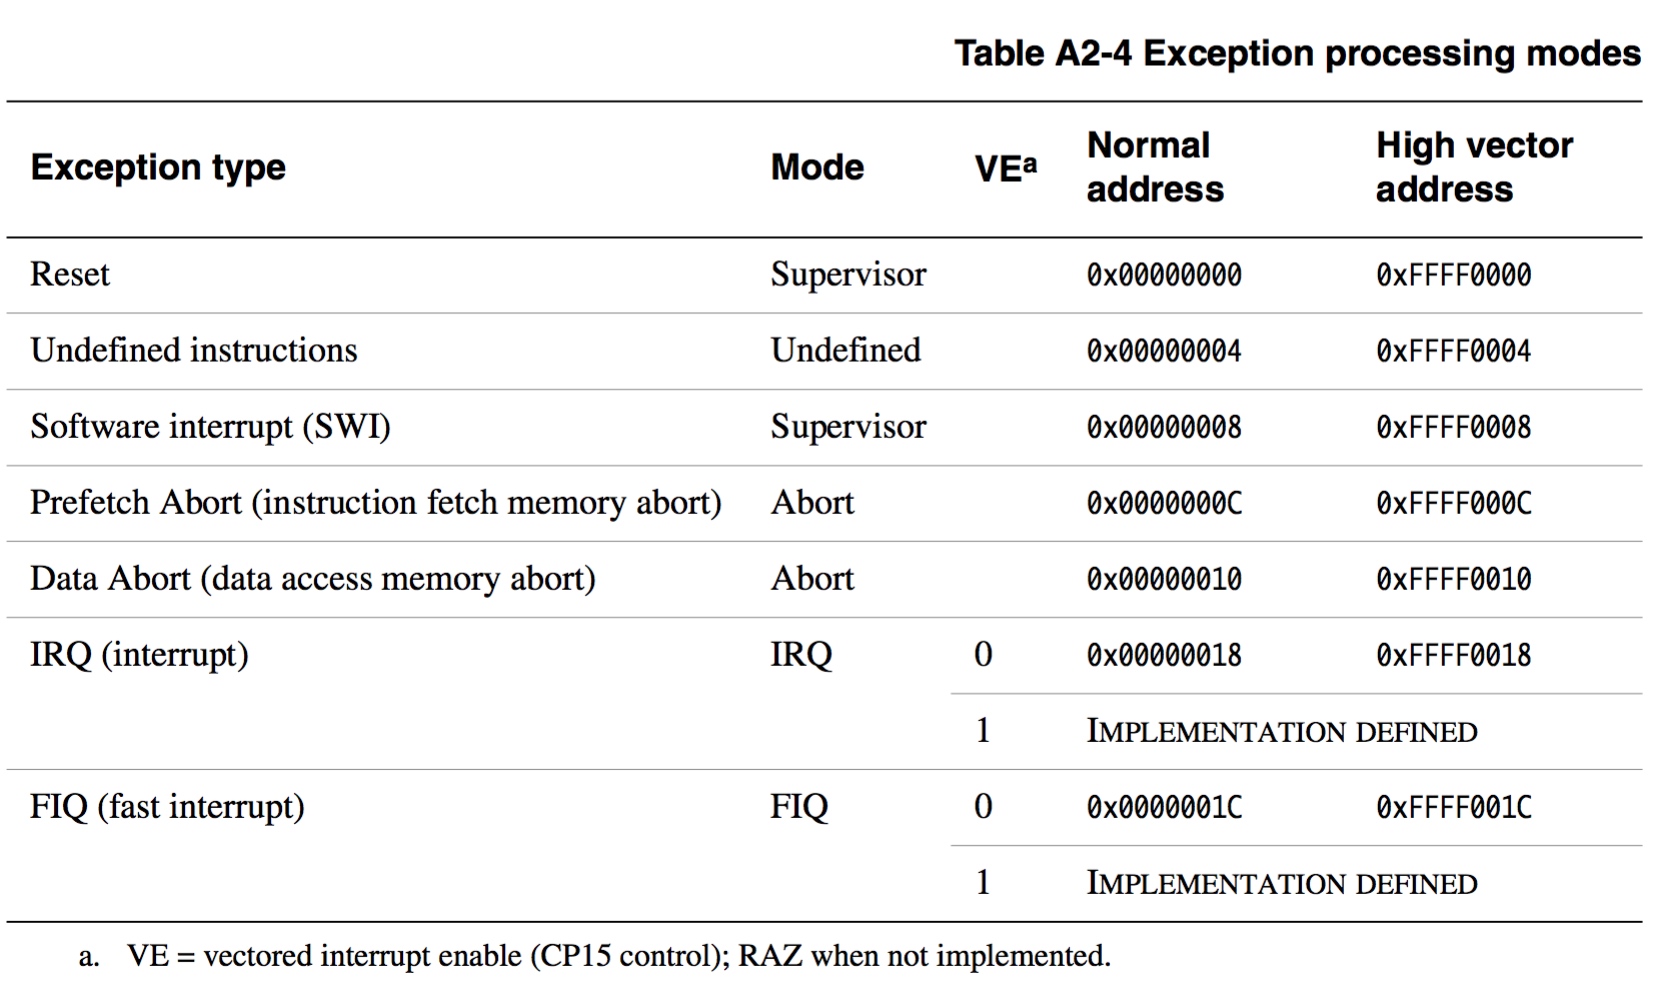 Table A2-4 Exception processing modes
Exception type Mode VEa Normal address High vector address
Reset Supervisor 0x00000000 0xFFFF0000
Undefined instructions Undefined 0x00000004 0xFFFF0004
Software interrupt (SWI) Supervisor 0x00000008 0xFFFF0008
Prefetch Abort (instruction fetch memory abort) Abort 0x0000000C 0xFFFF000C
Data Abort (data access memory abort) Abort 0x00000010 0xFFFF0010
IRQ (interrupt) IRQ 0 0x00000018 0xFFFF0018
1 IMPLEMENTATION DEFINED
FIQ (fast interrupt) FIQ 0 0x0000001C 0xFFFF001C
1 IMPLEMENTATION DEFINED
a. VE = vectored interrupt enable (CP15 control); RAZ when not implemented.